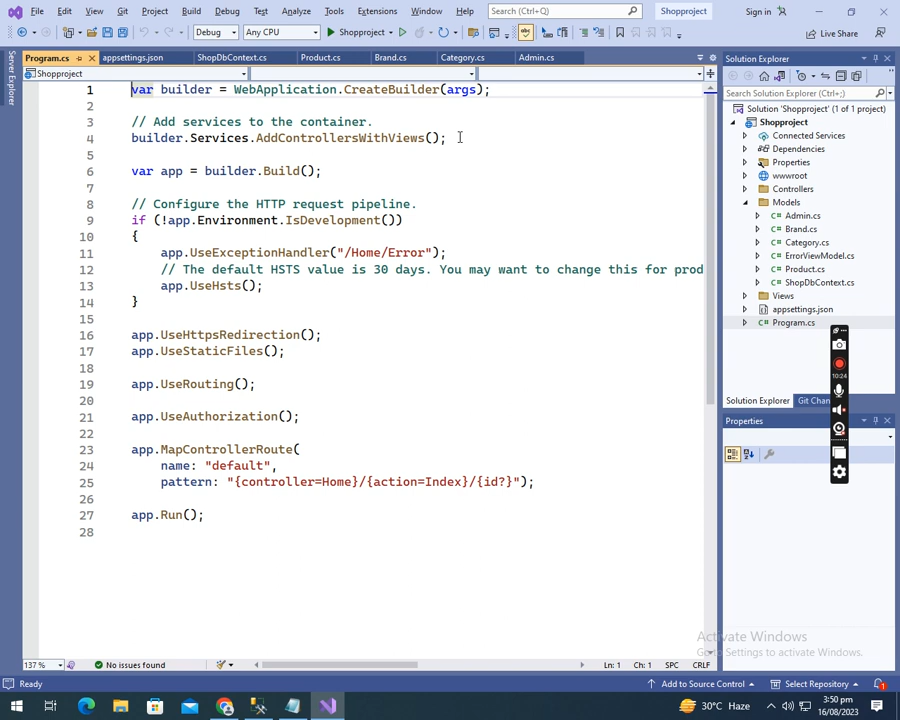 File Edit View Git Project Build Debug Test Analyze Tools Extensions Window Help Search (Ctrl+Q) Shopproject Sign in
Debug Any CPU Shopproject Live Share
Server Explorer
Program.cs appsettings.json ShopDbContext.cs Product.cs Brand.cs Category.cs Admin.cs
Shopproject
1 var builder = WebApplication.CreateBuilder(args);
2
3 // Add services to the container.
4 builder.Services.AddControllersWithViews();
5
6 var app = builder.Build();
7
8 // Configure the HTTP request pipeline.
9 if (!app.Environment.IsDevelopment())
10 {
11 app.UseExceptionHandler("/Home/Error");
12 // The default HSTS value is 30 days. You may want to change this for prod
13 app.UseHsts();
14 }
15
16 app.UseHttpsRedirection();
17 app.UseStaticFiles();
18
19 app.UseRouting();
20
21 app.UseAuthorization();
22
23 app.MapControllerRoute(
24 name: "default",
25 pattern: "{controller=Home}/{action=Index}/{id?}");
26
27 app.Run();
28
137 % No issues found Ln: 1 Ch: 1 SPC CRLF
Solution Explorer
Search Solution Explorer (Ctrl+;)
Solution 'Shopproject' (1 of 1 project)
Shopproject
Connected Services
Dependencies
Properties
wwwroot
Controllers
Models
Admin.cs
Brand.cs
Category.cs
ErrorViewModel.cs
Product.cs
ShopDbContext.cs
Views
appsettings.json
Program.cs
10:24
Solution Explorer Git Chan
Properties
Activate Windows
Go to Settings to activate Windows.
Ready Add to Source Control Select Repository 1
30°C Haze 3:50 pm
16/08/2023